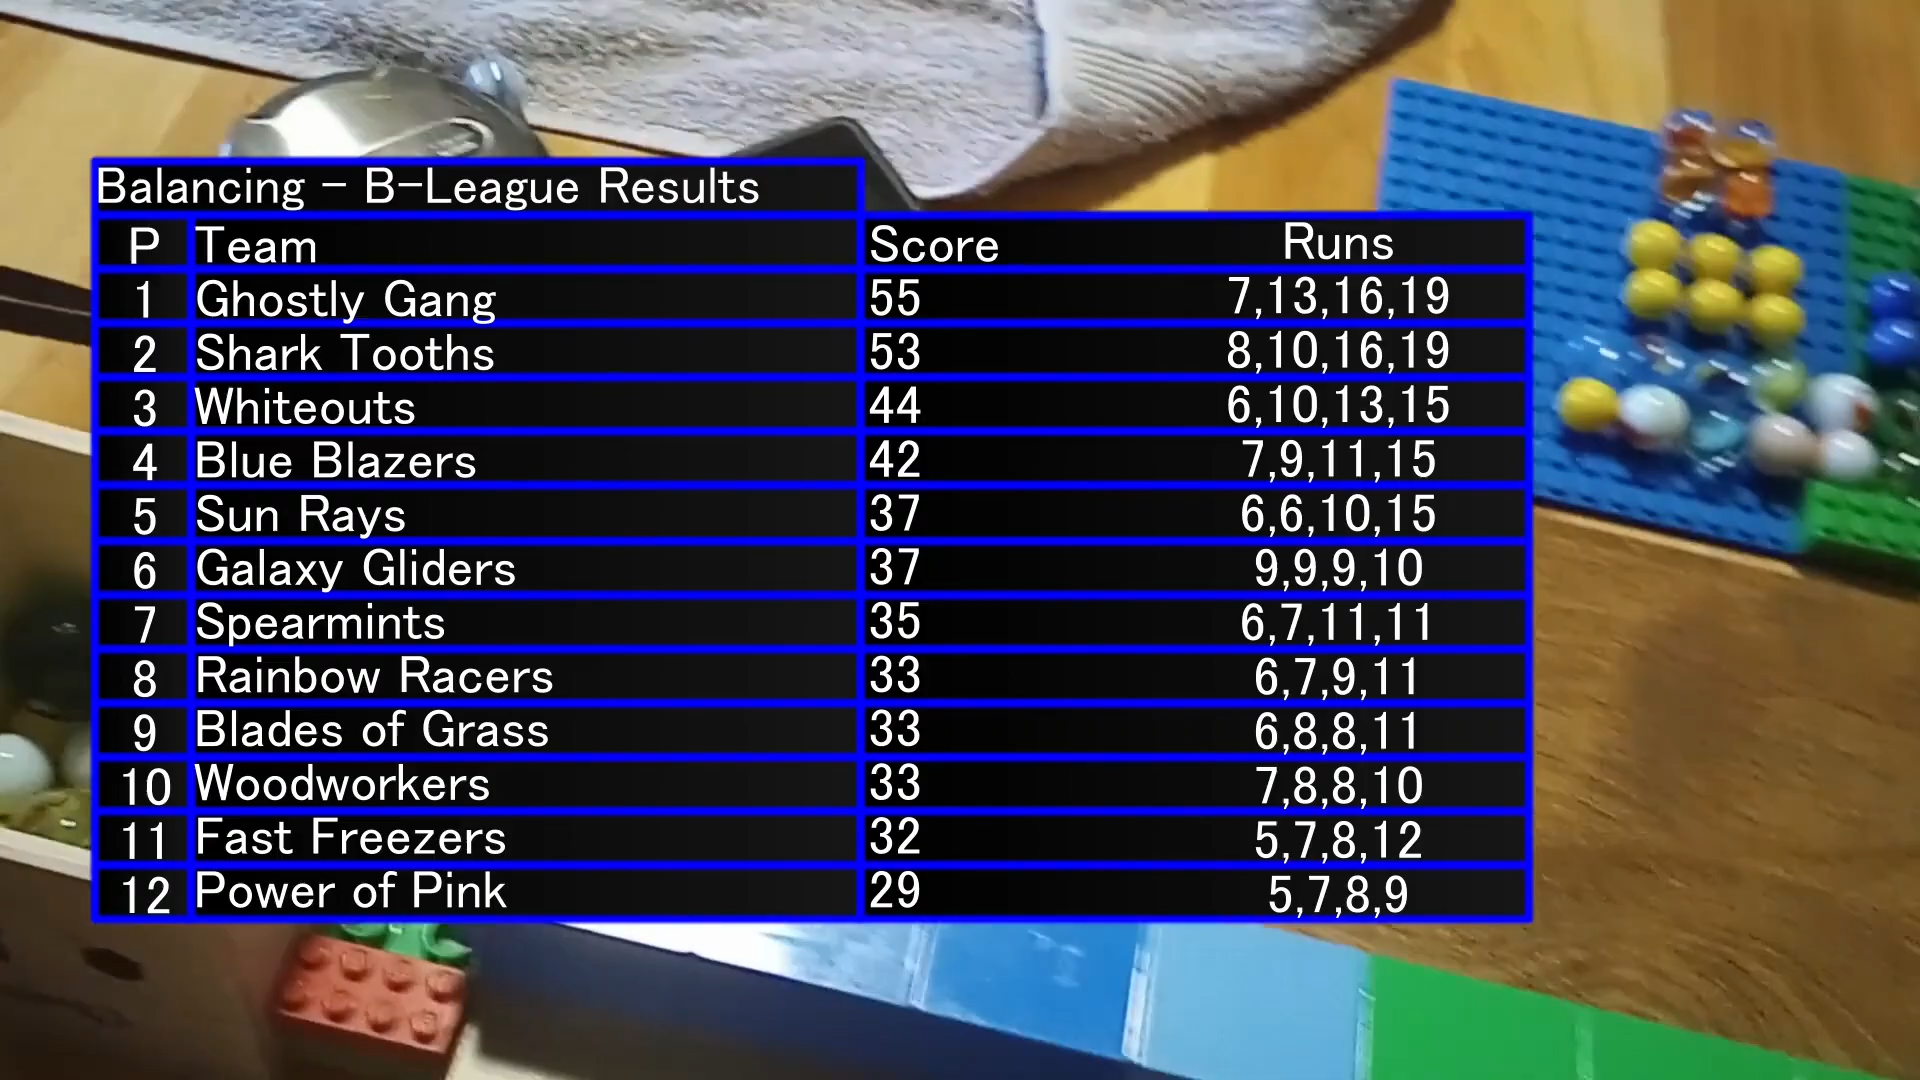 Balancing - B-League Results
P Team Score Runs
1 Ghostly Gang 55 7,13,16,19
2 Shark Tooths 53 8,10,16,19
3 Whiteouts 44 6,10,13,15
4 Blue Blazers 42 7,9,11,15
5 Sun Rays 37 6,6,10,15
6 Galaxy Gliders 37 9,9,9,10
7 Spearmints 35 6,7,11,11
8 Rainbow Racers 33 6,7,9,11
9 Blades of Grass 33 6,8,8,11
10 Woodworkers 33 7,8,8,10
11 Fast Freezers 32 5,7,8,12
12 Power of Pink 29 5,7,8,9